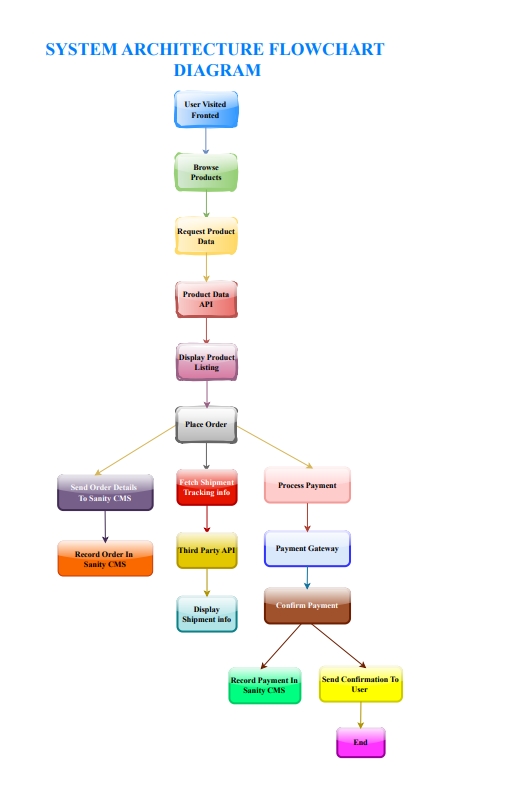 SYSTEM ARCHITECTURE FLOWCHART
DIAGRAM
User Visited
Fronted
Browse
Products
Request Product
Data
Product Data
API
Display Product
Listing
Place Order
Send Order Details
To Sanity CMS
Fetch Shipment
Tracking info
Process Payment
Record Order In
Sanity CMS
Third Party API
Payment Gateway
Display
Shipment info
Confirm Payment
Record Payment In
Sanity CMS
Send Confirmation To
User
End